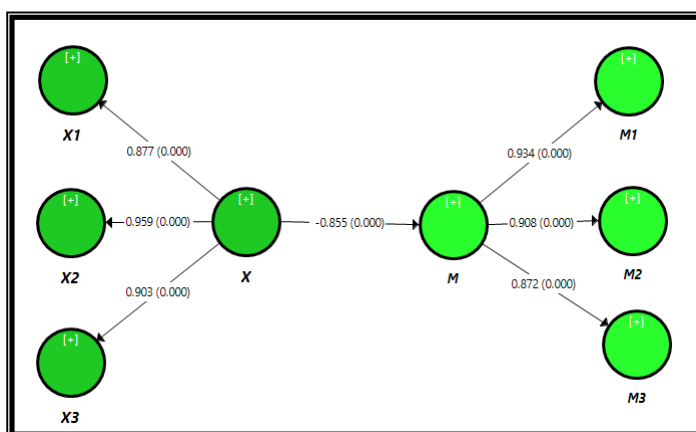 [+]
X1
[+]
M1
0.877 (0.000)
0.934 (0.000)
[+]
X2
0.959 (0.000)
[+]
X
-0.855 (0.000)
[+]
M
0.908 (0.000)
[+]
M2
0.903 (0.000)
0.872 (0.000)
[+]
X3
[+]
M3